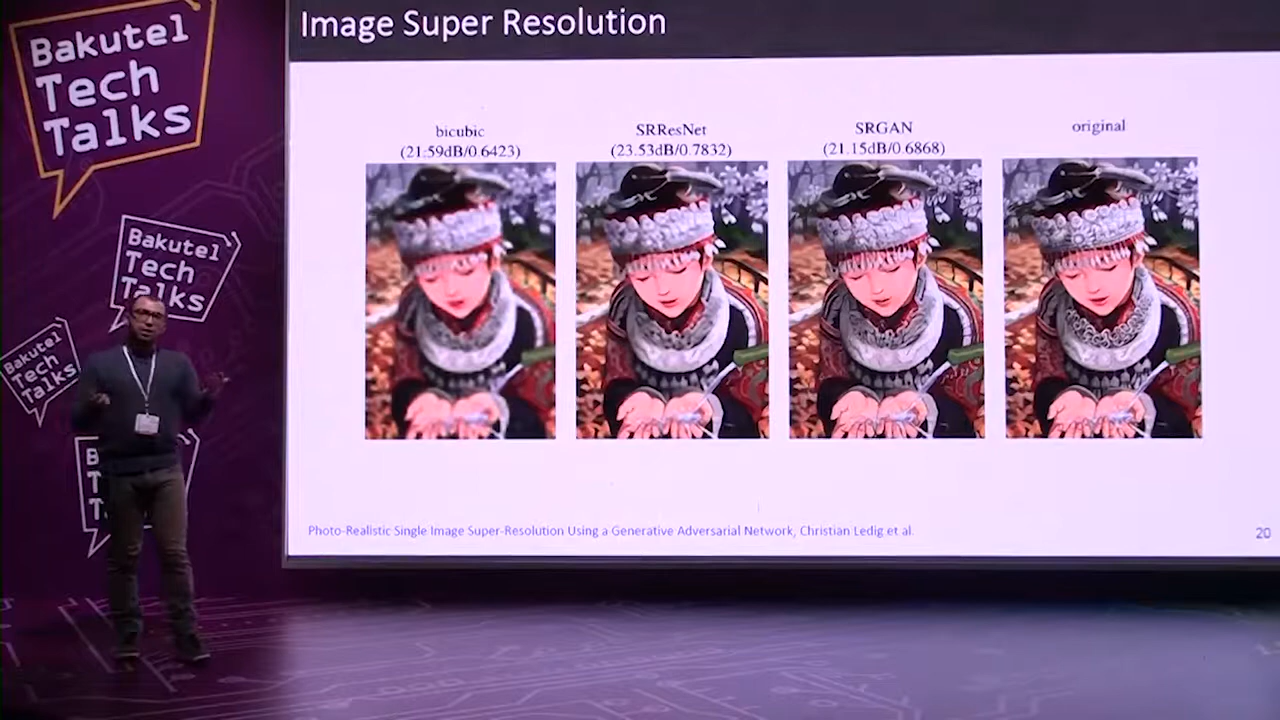 Bakutel
Tech
Talks
Bakutel
Tech
Talks
Bakutel
Tech
Talks
B
T
T
Image Super Resolution
bicubic
(21.59dB/0.6423)
SRResNet
(23.53dB/0.7832)
SRGAN
(21.15dB/0.6868)
original
Photo-Realistic Single Image Super-Resolution Using a Generative Adversarial Network, Christian Ledig et al.
20